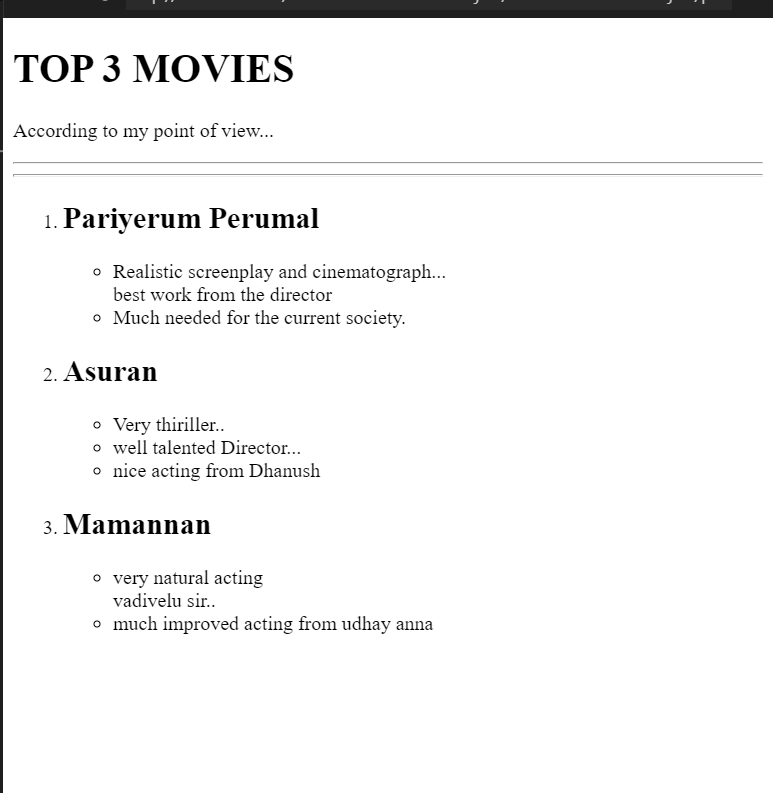 TOP 3 MOVIES
According to my point of view...
1. Pariyerum Perumal
Realistic screenplay and cinematograph...
best work from the director
Much needed for the current society.
2. Asuran
Very thiriller..
well talented Director...
nice acting from Dhanush
3. Mamannan
very natural acting
vadivelu sir..
much improved acting from udhay anna